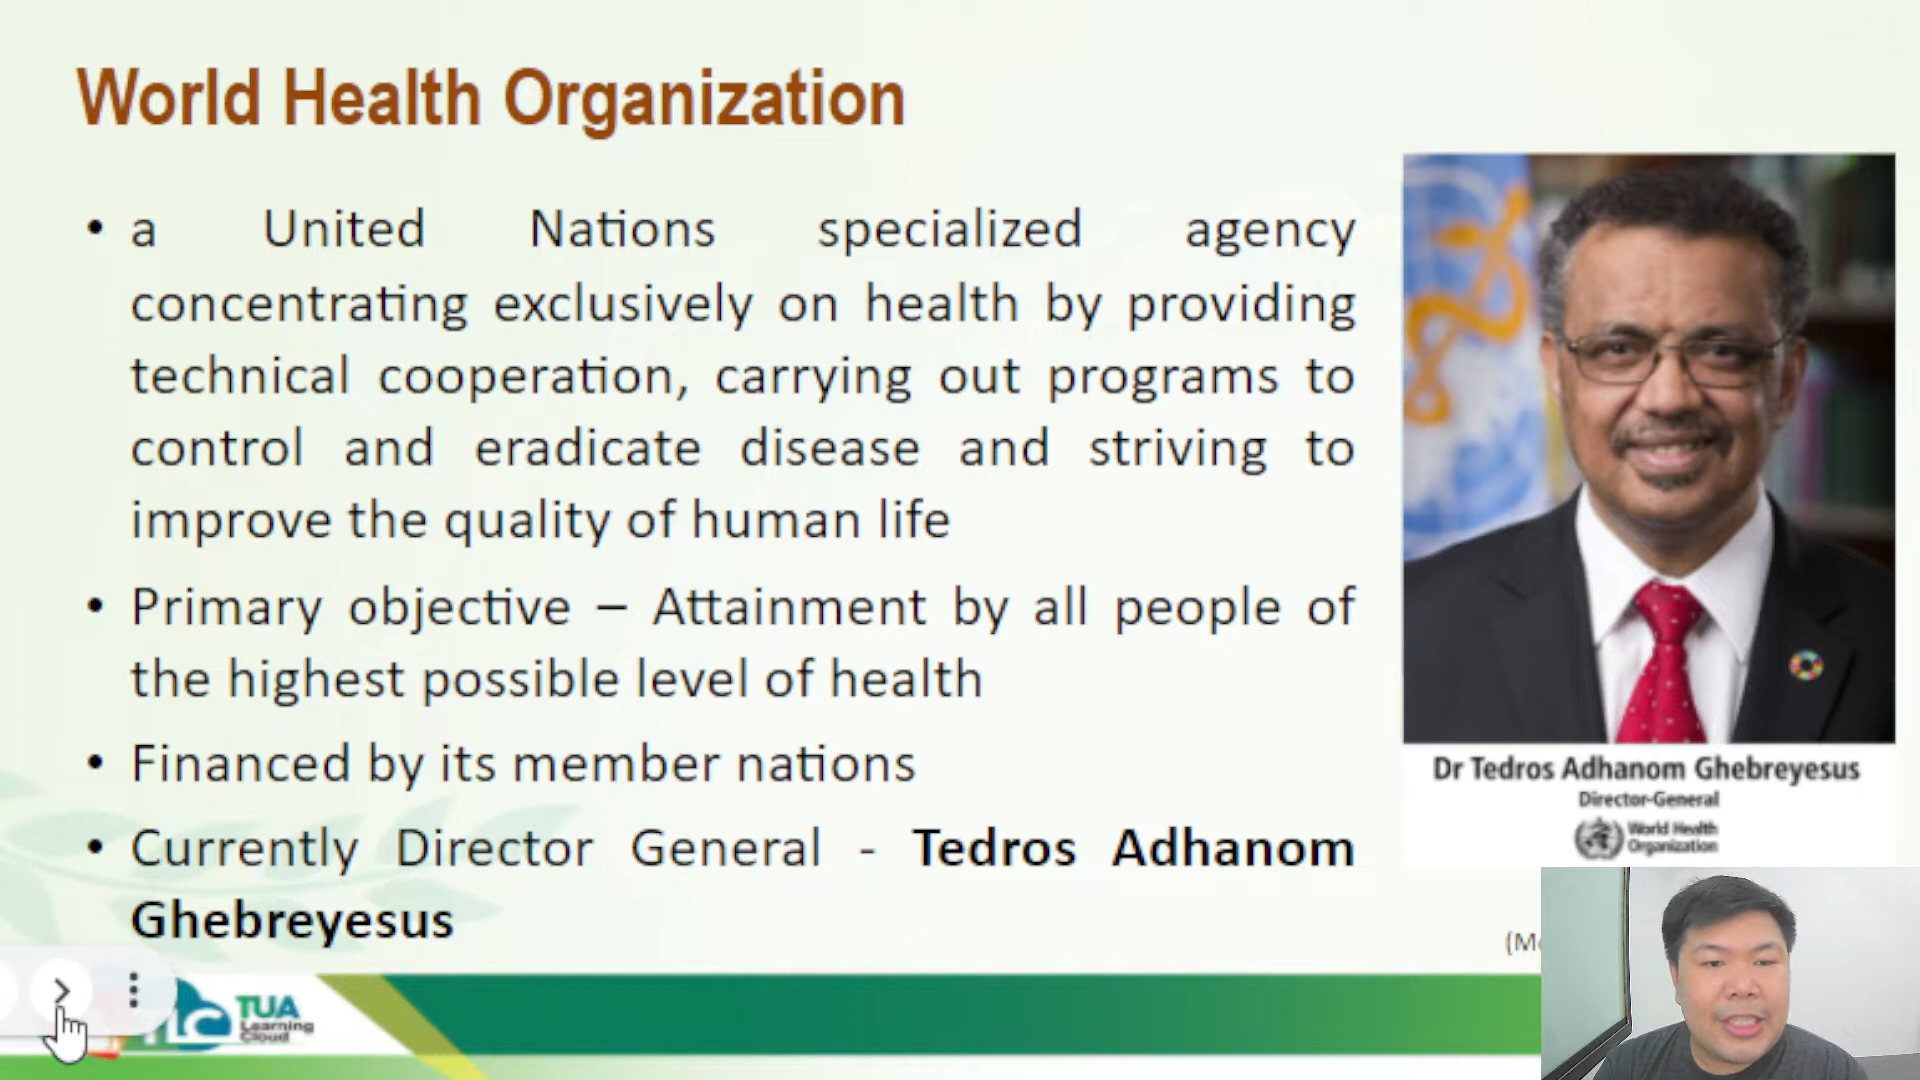 World Health Organization
• a United Nations specialized agency
concentrating exclusively on health by providing
technical cooperation, carrying out programs to
control and eradicate disease and striving to
improve the quality of human life
• Primary objective – Attainment by all people of
the highest possible level of health
• Financed by its member nations
• Currently Director General - Tedros Adhanom
Ghebreyesus
Dr Tedros Adhanom Ghebreyesus
Director-General
World Health
Organization
TUA
Learning
Cloud